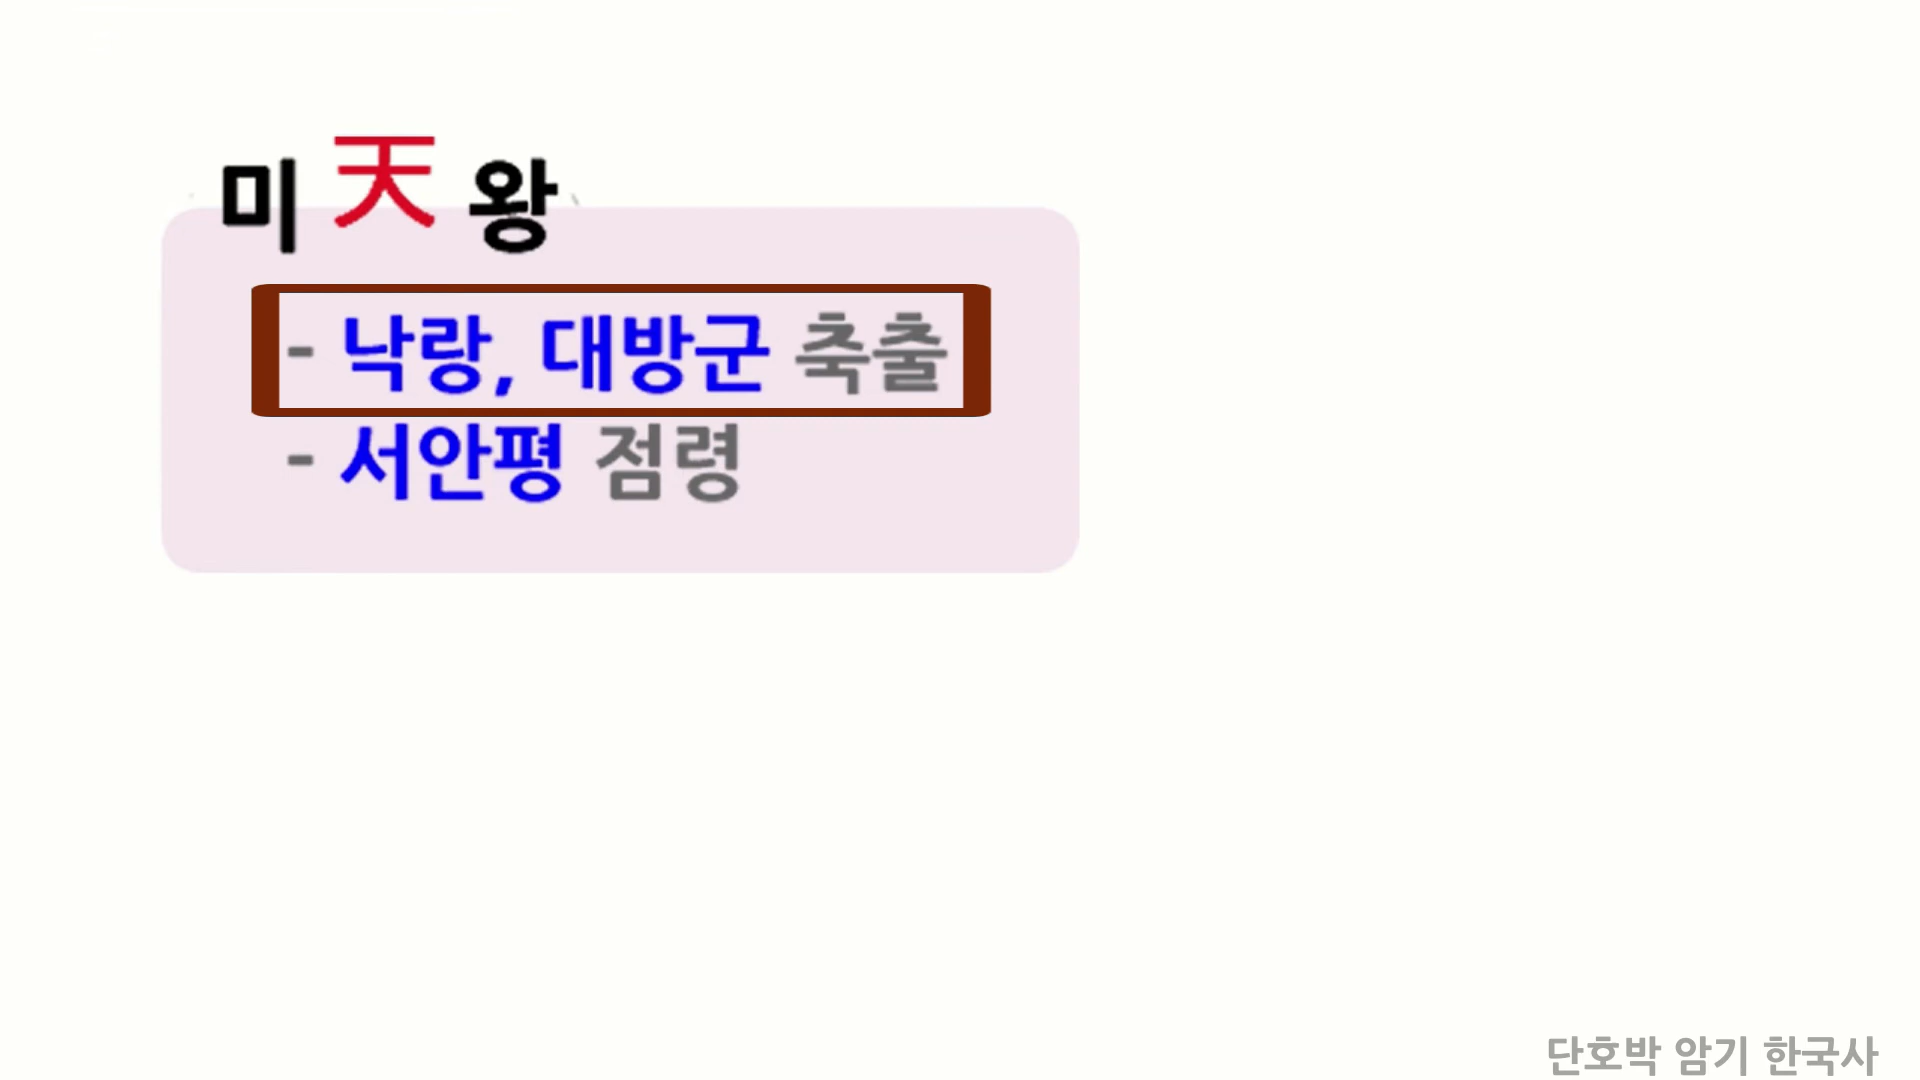 미天왕
- 낙랑, 대방군 축출
- 서안평 점령
단호박 암기 한국사